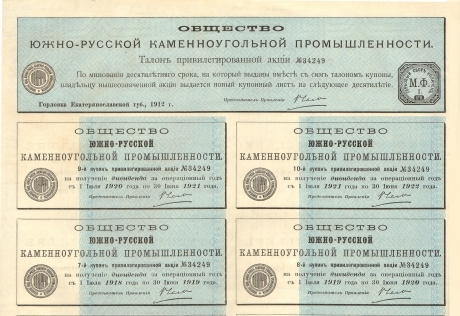 ОБЩЕСТВО
ЮЖНО-РУССКОЙ КАМЕННОУГОЛЬНОЙ ПРОМЫШЛЕННОСТИ.
Талонъ привилегированной акціи №34249
По минованіи десятилѣтняго срока, на который выданы вмѣстѣ съ симъ талономъ купоны,
владѣльцу вышеозначенной акціи выдается новый купонный листъ на слѣдующее десятилѣтіе.
Горловка Екатеринославской губ., 1912 г.
Предсѣдатель Правленія
М.Ф.
ОБЩЕСТВО
ЮЖНО-РУССКОЙ
КАМЕННОУГОЛЬНОЙ ПРОМЫШЛЕННОСТИ.
9-й купонъ привилегированной акціи №34249
на полученіе дивиденда за операціонный годъ
съ 1 Іюля 1920 по 30 Іюня 1921 года.
Предсѣдатель Правленія
ОБЩЕСТВО
ЮЖНО-РУССКОЙ
КАМЕННОУГОЛЬНОЙ ПРОМЫШЛЕННОСТИ.
10-й купонъ привилегированной акціи №34249
на полученіе дивиденда за операціонный годъ
съ 1 Іюля 1921 по 30 Іюня 1922 года.
Предсѣдатель Правленія
ОБЩЕСТВО
ЮЖНО-РУССКОЙ
КАМЕННОУГОЛЬНОЙ ПРОМЫШЛЕННОСТИ.
7-й купонъ привилегированной акціи №34249
на полученіе дивиденда за операціонный годъ
съ 1 Іюля 1918 по 30 Іюня 1919 года.
Предсѣдатель Правленія
ОБЩЕСТВО
ЮЖНО-РУССКОЙ
КАМЕННОУГОЛЬНОЙ ПРОМЫШЛЕННОСТИ.
8-й купонъ привилегированной акціи №34249
на полученіе дивиденда за операціонный годъ
съ 1 Іюля 1919 по 30 Іюня 1920 года.
Предсѣдатель Правленія